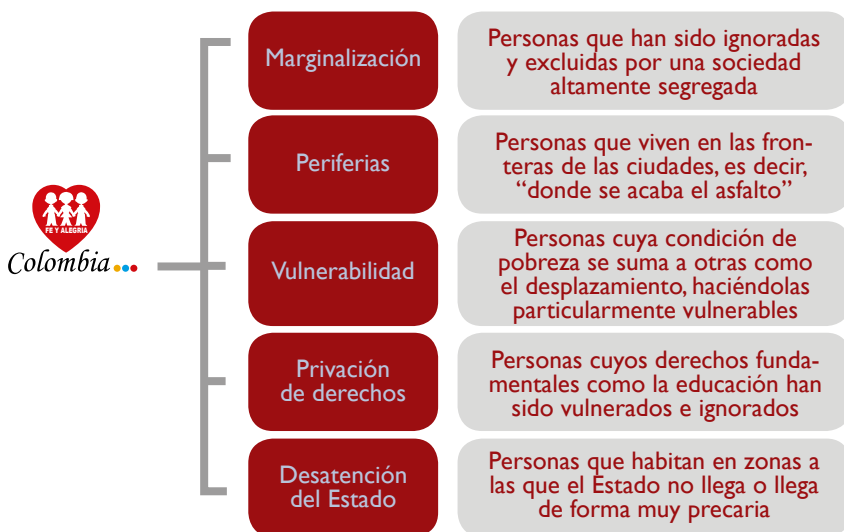 Marginalización
Personas que han sido ignoradas
y excluidas por una sociedad
altamente segregada
Periferias
Personas que viven en las fron-
teras de las ciudades, es decir,
“donde se acaba el asfalto”
FE Y ALEGRIA
Colombia...
Vulnerabilidad
Personas cuya condición de
pobreza se suma a otras como
el desplazamiento, haciéndolas
particularmente vulnerables
Privación
de derechos
Personas cuyos derechos funda-
mentales como la educación han
sido vulnerados e ignorados
Desatención
del Estado
Personas que habitan en zonas a
las que el Estado no llega o llega
de forma muy precaria